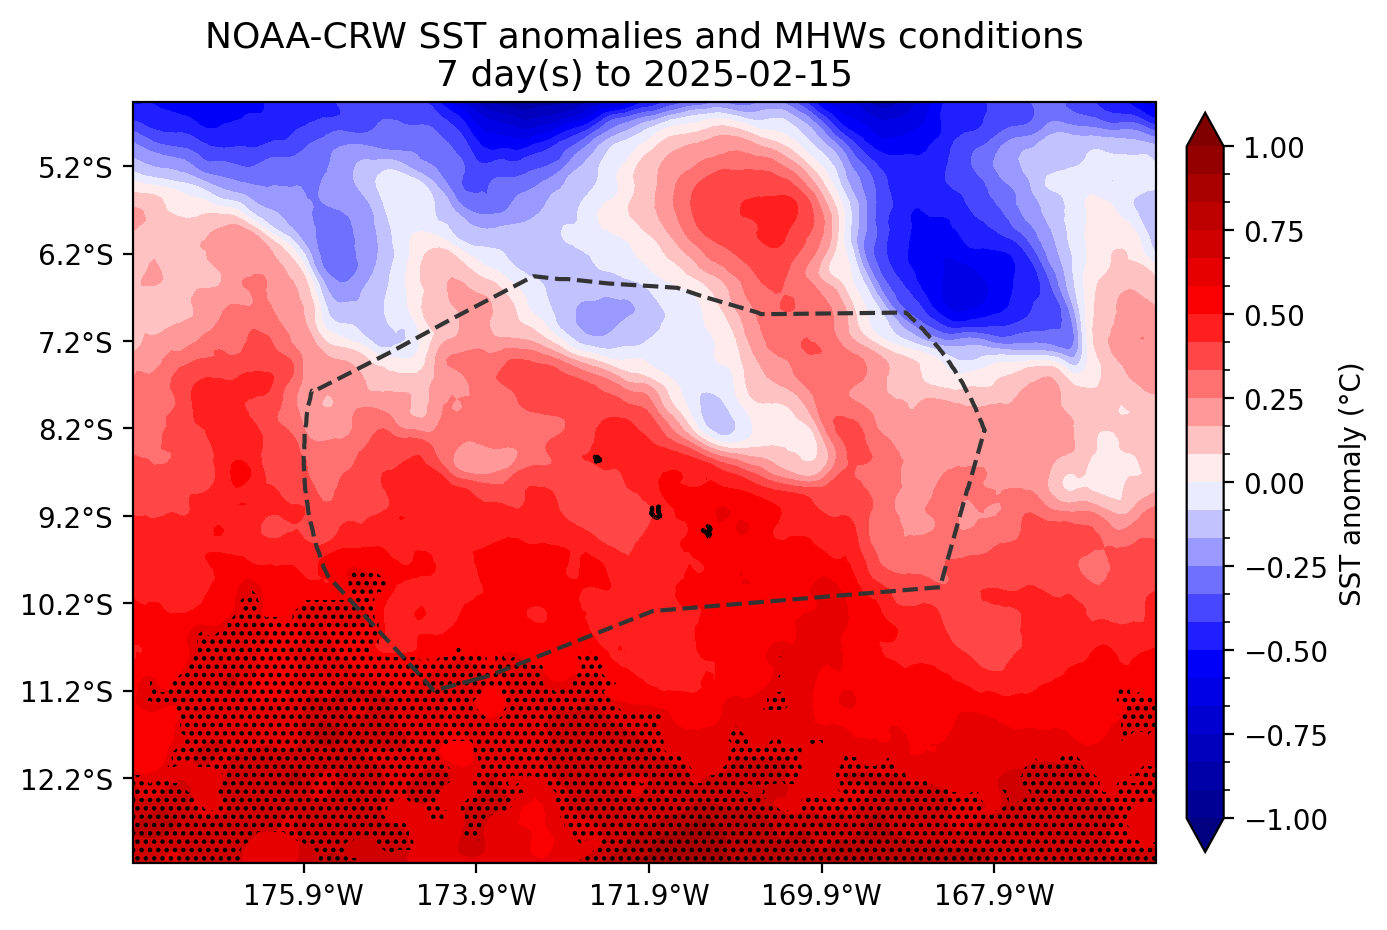 NOAA-CRW SST anomalies and MHWs conditions
7 day(s) to 2025-02-15
5.2°S
6.2°S
7.2°S
8.2°S
9.2°S
10.2°S
11.2°S
12.2°S
175.9°W
173.9°W
171.9°W
169.9°W
167.9°W
1.00
0.75
0.50
0.25
0.00
−0.25
−0.50
−0.75
−1.00
SST anomaly (°C)